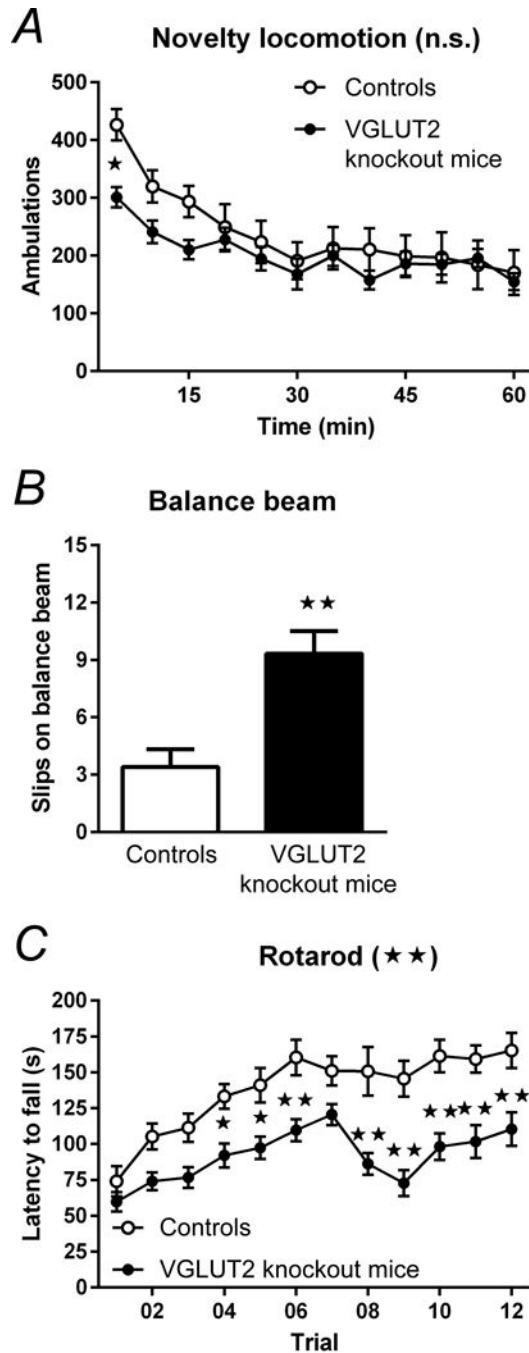 A
Novelty locomotion (n.s.)
Controls
VGLUT2
knockout mice
Ambulations
500
400
300
★
200
100
0
15
30
45
60
Time (min)
B
Balance beam
Slips on balance beam
15
12
★★
9
6
3
0
Controls
VGLUT2
knockout mice
C
Rotarod (★★)
Latency to fall (s)
200
175
150
125
100
75
50
25
0
★
★
★★
★★
★★
★★
★★
★★
Controls
VGLUT2 knockout mice
02
04
06
08
10
12
Trial